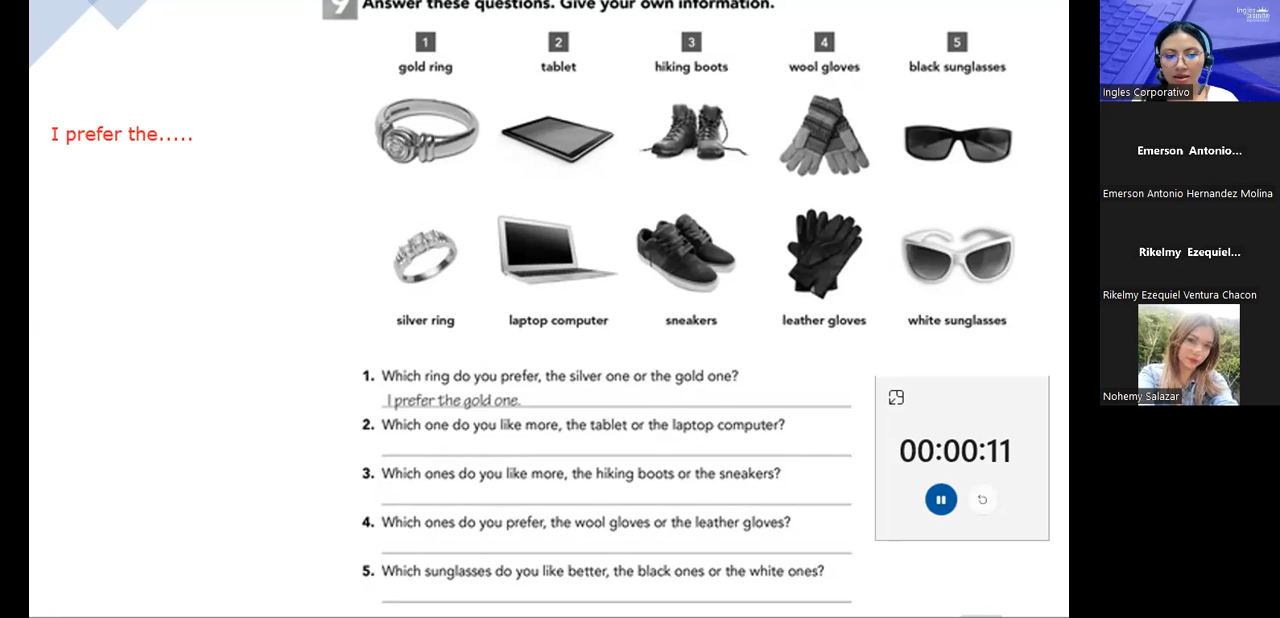 9 Answer these questions. Give your own information.
1 2 3 4 5
gold ring tablet hiking boots wool gloves black sunglasses
I prefer the.....
silver ring laptop computer sneakers leather gloves white sunglasses
1. Which ring do you prefer, the silver one or the gold one?
I prefer the gold one.
2. Which one do you like more, the tablet or the laptop computer?
3. Which ones do you like more, the hiking boots or the sneakers?
4. Which ones do you prefer, the wool gloves or the leather gloves?
5. Which sunglasses do you like better, the black ones or the white ones?
00:00:11
Ingles Corporativo
Emerson Antonio...
Emerson Antonio Hernandez Molina
Rikelmy Ezequiel...
Rikelmy Ezequiel Ventura Chacon
Nohemy Salazar